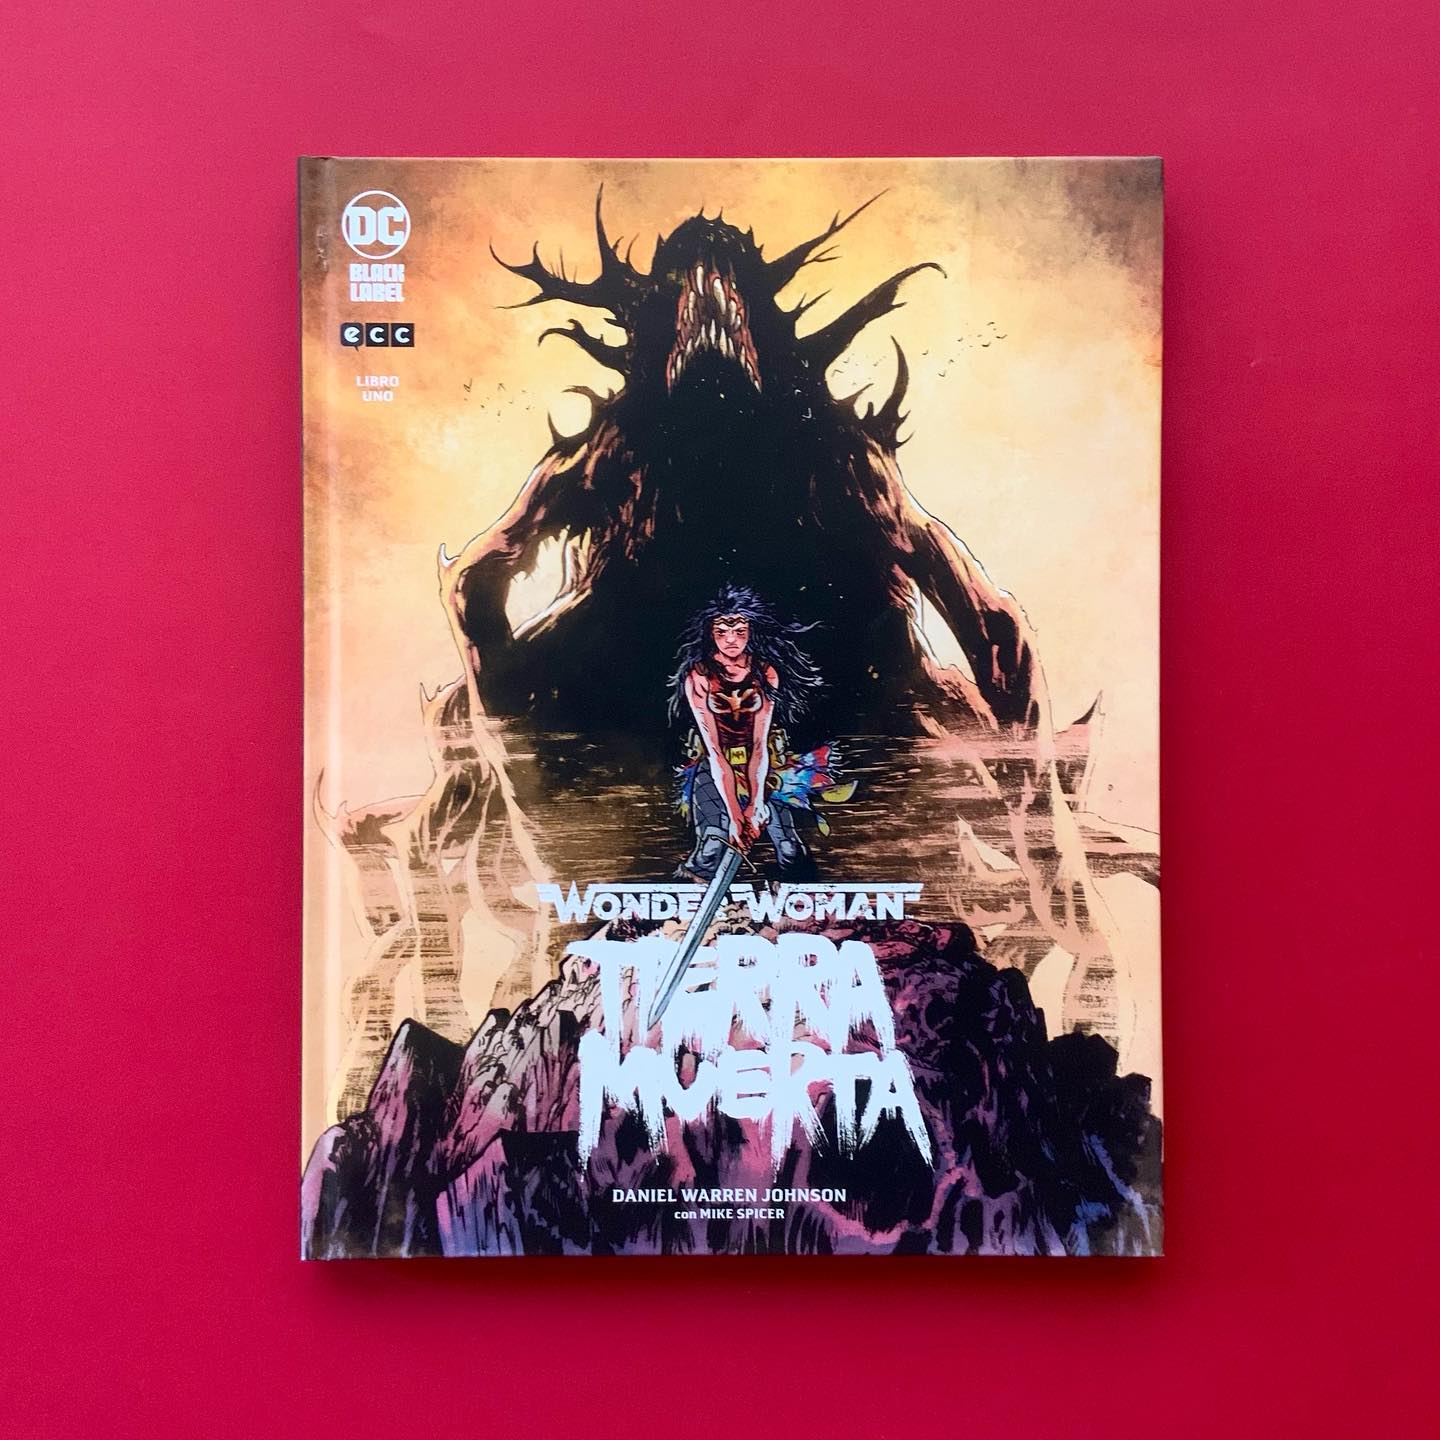 DC
BLACK
LABEL
ecc
LIBRO
UNO
WONDER WOMAN
TIERRA
MUERTA
DANIEL WARREN JOHNSON
con MIKE SPICER